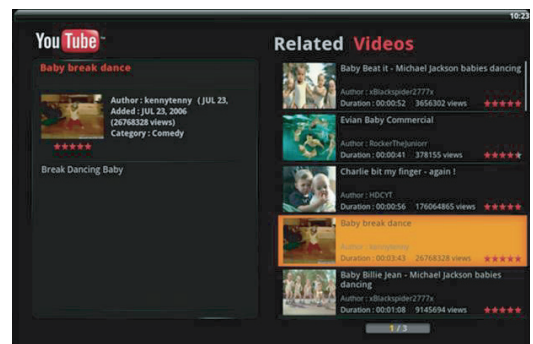 10:23
You Tube ™
Related Videos
Baby break dance
Author : kennytenny ( JUL 23,
Added : JUL 23, 2006
(26768328 views)
Category : Comedy
Break Dancing Baby
Baby Beat it - Michael Jackson babies dancing
Author : xBlackspider2777x
Duration : 00:00:52 3656302 views
Evian Baby Commercial
Author : RockerTheJuniorr
Duration : 00:00:41 378155 views
Charlie bit my finger - again !
Author : HDCYT
Duration : 00:00:56 176064865 views
Baby break dance
Author : kennytenny
Duration : 00:03:43 26768328 views
Baby Billie Jean - Michael Jackson babies
dancing
Author : xBlackspider2777x
Duration : 00:01:08 9145694 views
1 / 3